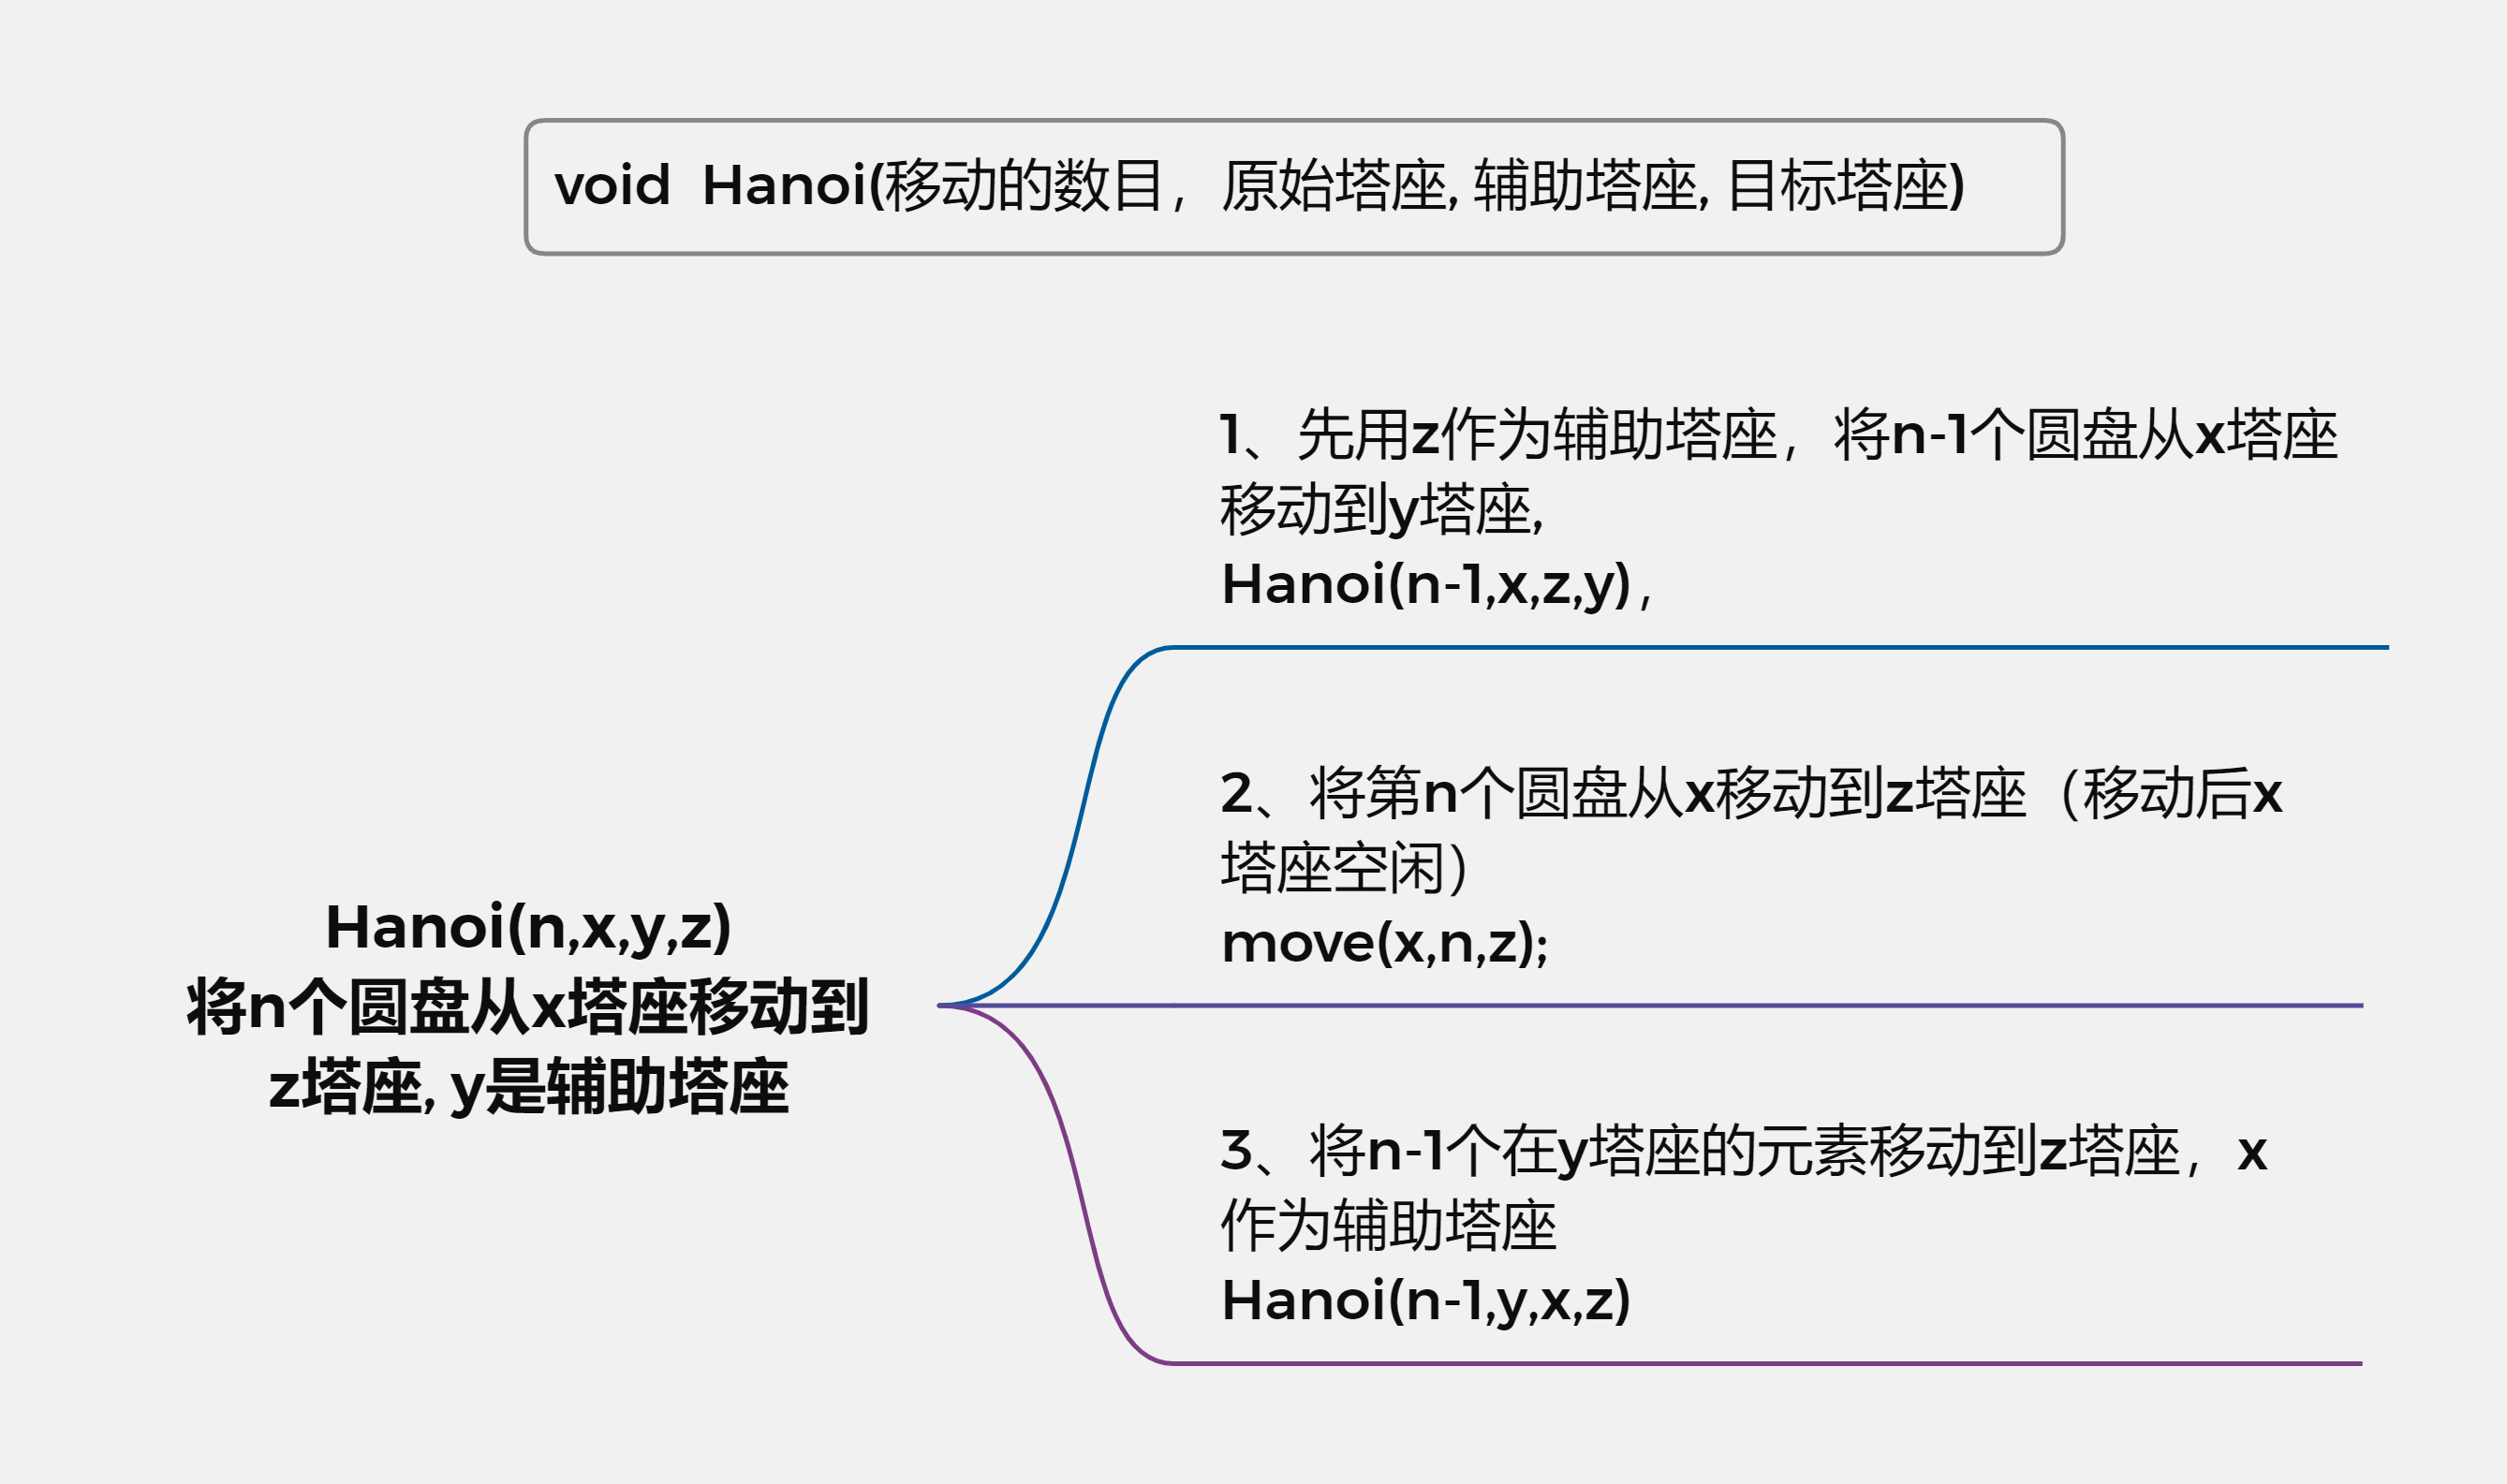 void  Hanoi(移动的数目，原始塔座, 辅助塔座, 目标塔座)
1、先用z作为辅助塔座，将n-1个圆盘从x塔座
移动到y塔座,
Hanoi(n-1,x,z,y)，
2、将第n个圆盘从x移动到z塔座（移动后x
塔座空闲）
move(x,n,z);
Hanoi(n,x,y,z)
将n个圆盘从x塔座移动到
z塔座, y是辅助塔座
3、将n-1个在y塔座的元素移动到z塔座，x
作为辅助塔座
Hanoi(n-1,y,x,z)